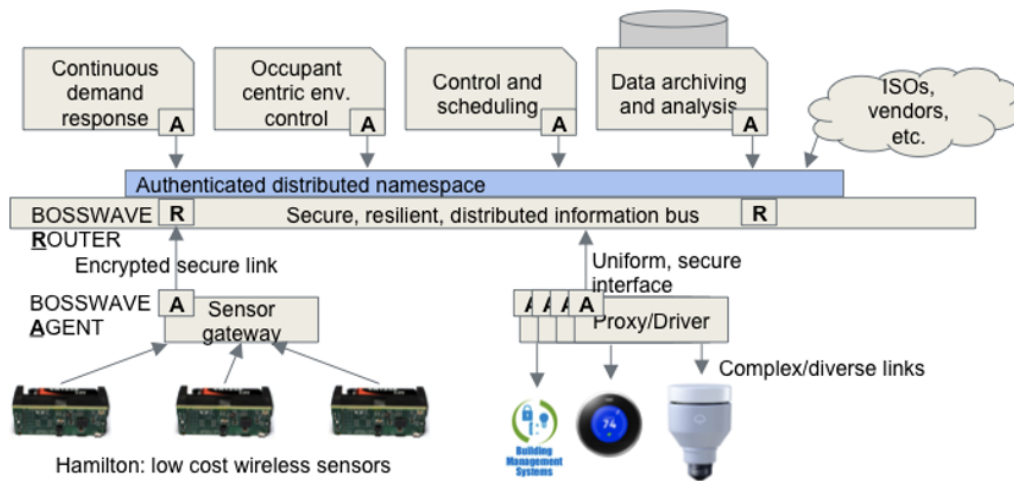 Continuous
demand
response
A
Occupant
centric env.
control
A
Control and
scheduling
A
Data archiving
and analysis
A
ISOs,
vendors,
etc.
Authenticated distributed namespace
BOSSWAVE
ROUTER
R
Secure, resilient, distributed information bus
R
Encrypted secure link
Uniform, secure
interface
BOSSWAVE
AGENT
A
Sensor
gateway
A
A
A
A
Proxy/Driver
Complex/diverse links
74
Building
Management
Systems
Hamilton: low cost wireless sensors